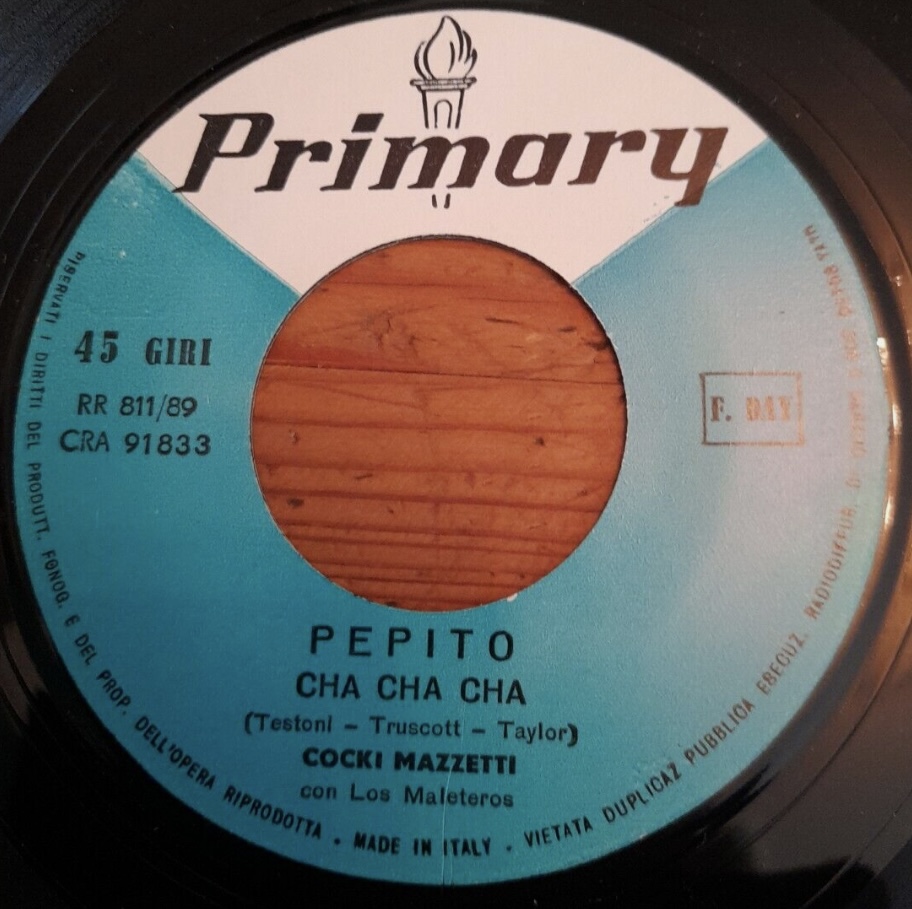 Primary
45 GIRI
RR 811/89
CRA 91833
F. DAY
PEPITO
CHA CHA CHA
(Testoni - Truscott - Taylor)
COCKI MAZZETTI
con Los Maleteros
RISERVATI I DIRITTI DEL PRODUTT. FONOG. E DEL PROP. DELL'OPERA RIPRODOTTA • MADE IN ITALY • VIETATA DUPLICAZ PUBBLICA ESECUZ. RADIODIFFUS.